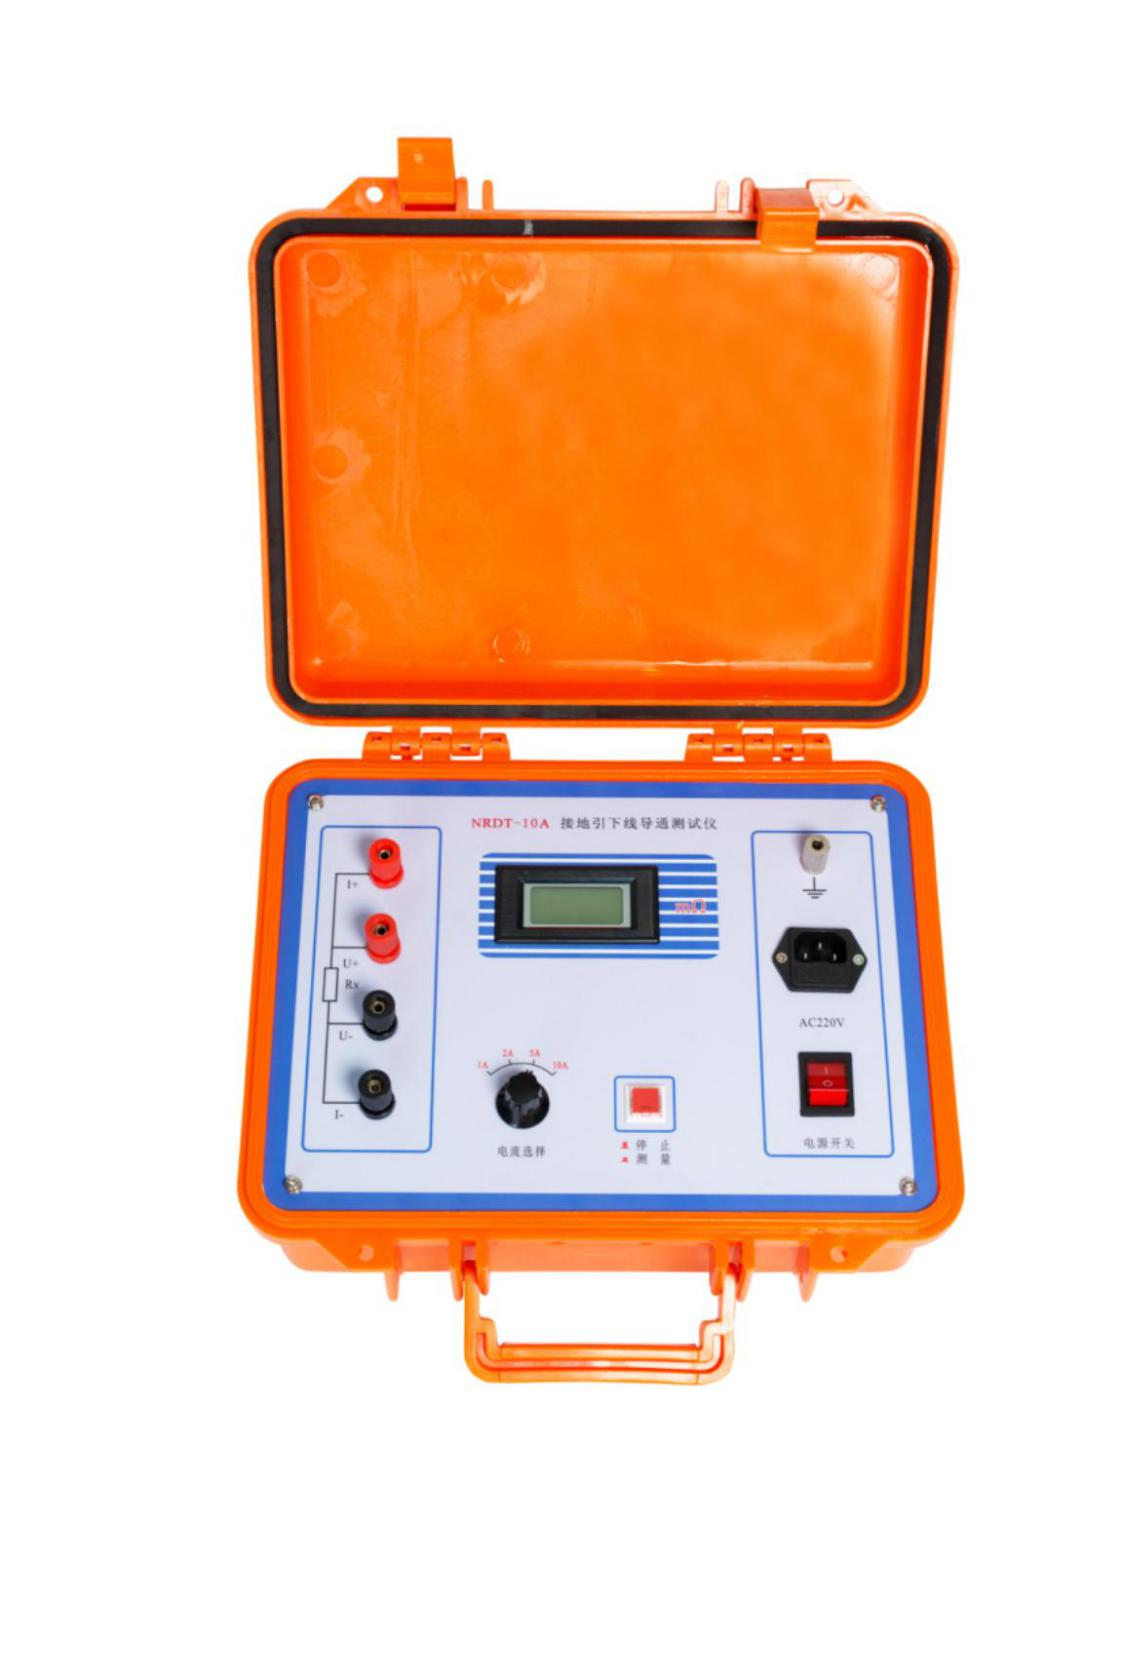 NRDT-10A 接地引下线导通测试仪
I+
U+
Rx
U-
I-
mΩ
1A 2A 5A 10A
电流选择
停 止
测 量
AC220V
电源开关